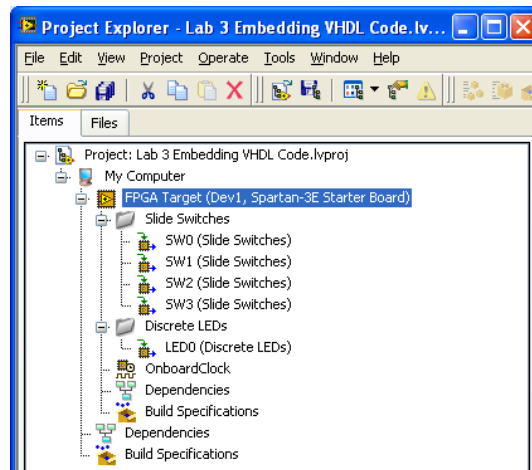 Project Explorer - Lab 3 Embedding VHDL Code.lv...
File Edit View Project Operate Tools Window Help
Items Files
Project: Lab 3 Embedding VHDL Code.lvproj
My Computer
FPGA Target (Dev1, Spartan-3E Starter Board)
Slide Switches
SW0 (Slide Switches)
SW1 (Slide Switches)
SW2 (Slide Switches)
SW3 (Slide Switches)
Discrete LEDs
LED0 (Discrete LEDs)
OnboardClock
Dependencies
Build Specifications
Dependencies
Build Specifications